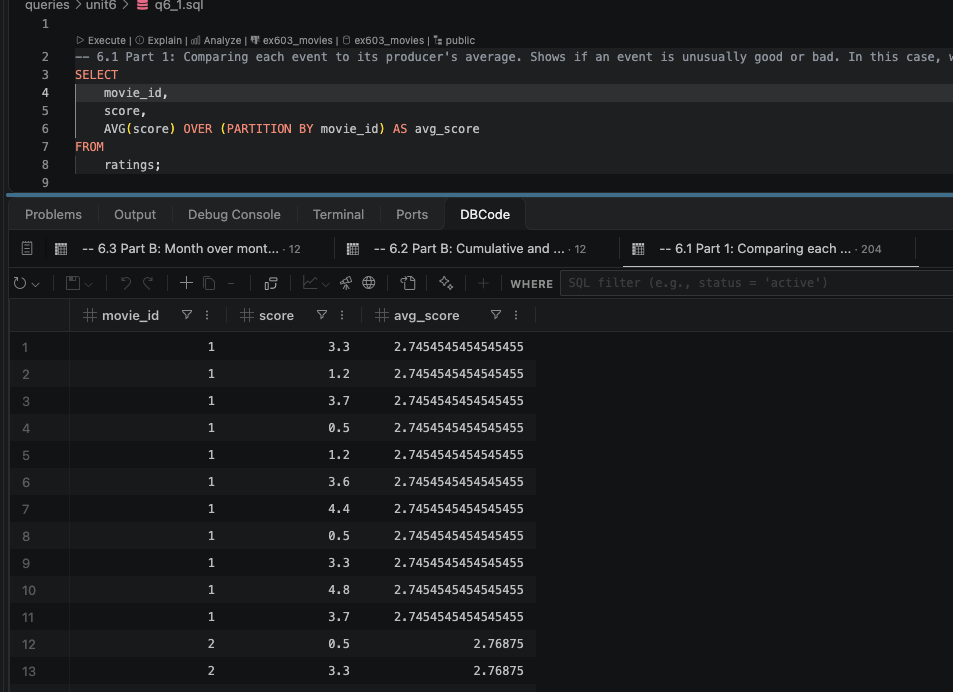 queries > unit6 > q6_1.sql
1
Execute | Explain | Analyze | ex603_movies | ex603_movies | public
2 -- 6.1 Part 1: Comparing each event to its producer's average. Shows if an event is unusually good or bad. In this case,
3 SELECT
4 movie_id,
5 score,
6 AVG(score) OVER (PARTITION BY movie_id) AS avg_score
7 FROM
8 ratings;
9
Problems Output Debug Console Terminal Ports DBCode
-- 6.3 Part B: Month over mont... · 12 -- 6.2 Part B: Cumulative and ... · 12 -- 6.1 Part 1: Comparing each ... · 204
WHERE SQL filter (e.g., status = 'active')
movie_id score avg_score
1 1 3.3 2.7454545454545455
2 1 1.2 2.7454545454545455
3 1 3.7 2.7454545454545455
4 1 0.5 2.7454545454545455
5 1 1.2 2.7454545454545455
6 1 3.6 2.7454545454545455
7 1 4.4 2.7454545454545455
8 1 0.5 2.7454545454545455
9 1 3.3 2.7454545454545455
10 1 4.8 2.7454545454545455
11 1 3.7 2.7454545454545455
12 2 0.5 2.76875
13 2 3.3 2.76875